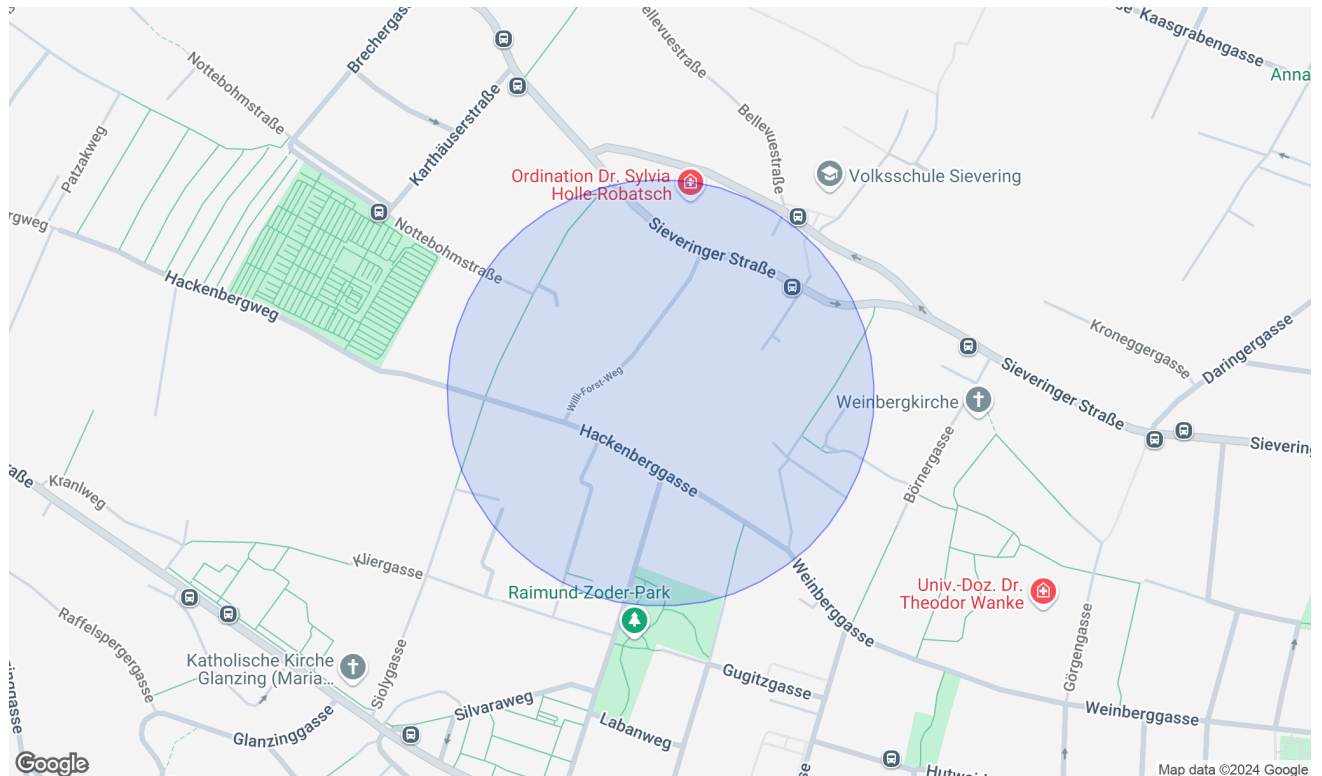 Brechergasse
Bellevuestraße
Kaasgrabengasse
Anna
Nottebohmstraße
Karthäuserstraße
Bellevuestraße
Patzakweg
Ordination Dr. Sylvia
Holle-Robatsch
Volksschule Sievering
rgweg
Nottebohmstraße
Sieveringer Straße
Hackenbergweg
Kroneggergasse
Daringergasse
Sieveringer Straße
Willi-Forst-Weg
Weinbergkirche
Hackenberggasse
Sievering
Börnergasse
aße
Kranlweg
Kliergasse
Weinberggasse
Raimund-Zoder-Park
Univ.-Doz. Dr.
Theodor Wanke
Raffelspergergasse
Katholische Kirche
Glanzing (Maria...
Siolygasse
Görgengasse
Gugitzgasse
Silvaraweg
Labanweg
Weinberggasse
Glanzinggasse
Google
Map data ©2024 Google